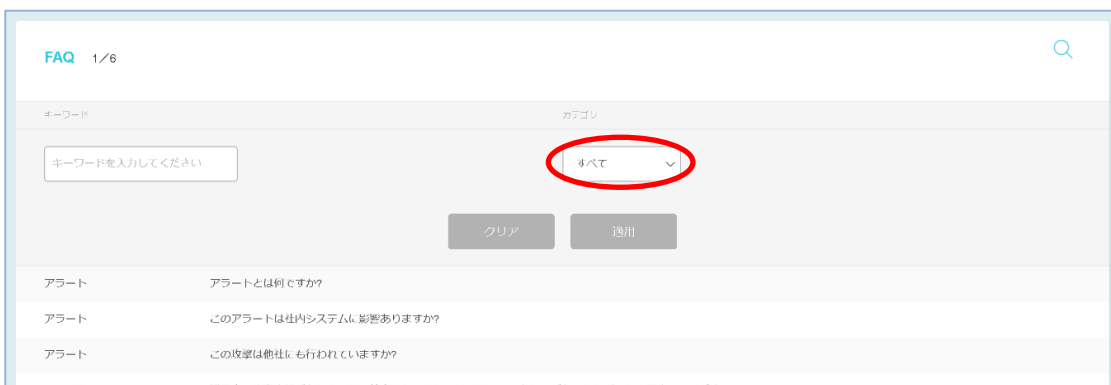 FAQ 1/6
キーワード カテゴリ
キーワードを入力してください すべて
クリア 適用
アラート アラートとは何ですか?
アラート このアラートは社内システムに影響ありますか?
アラート この攻撃は他社にも行われていますか?